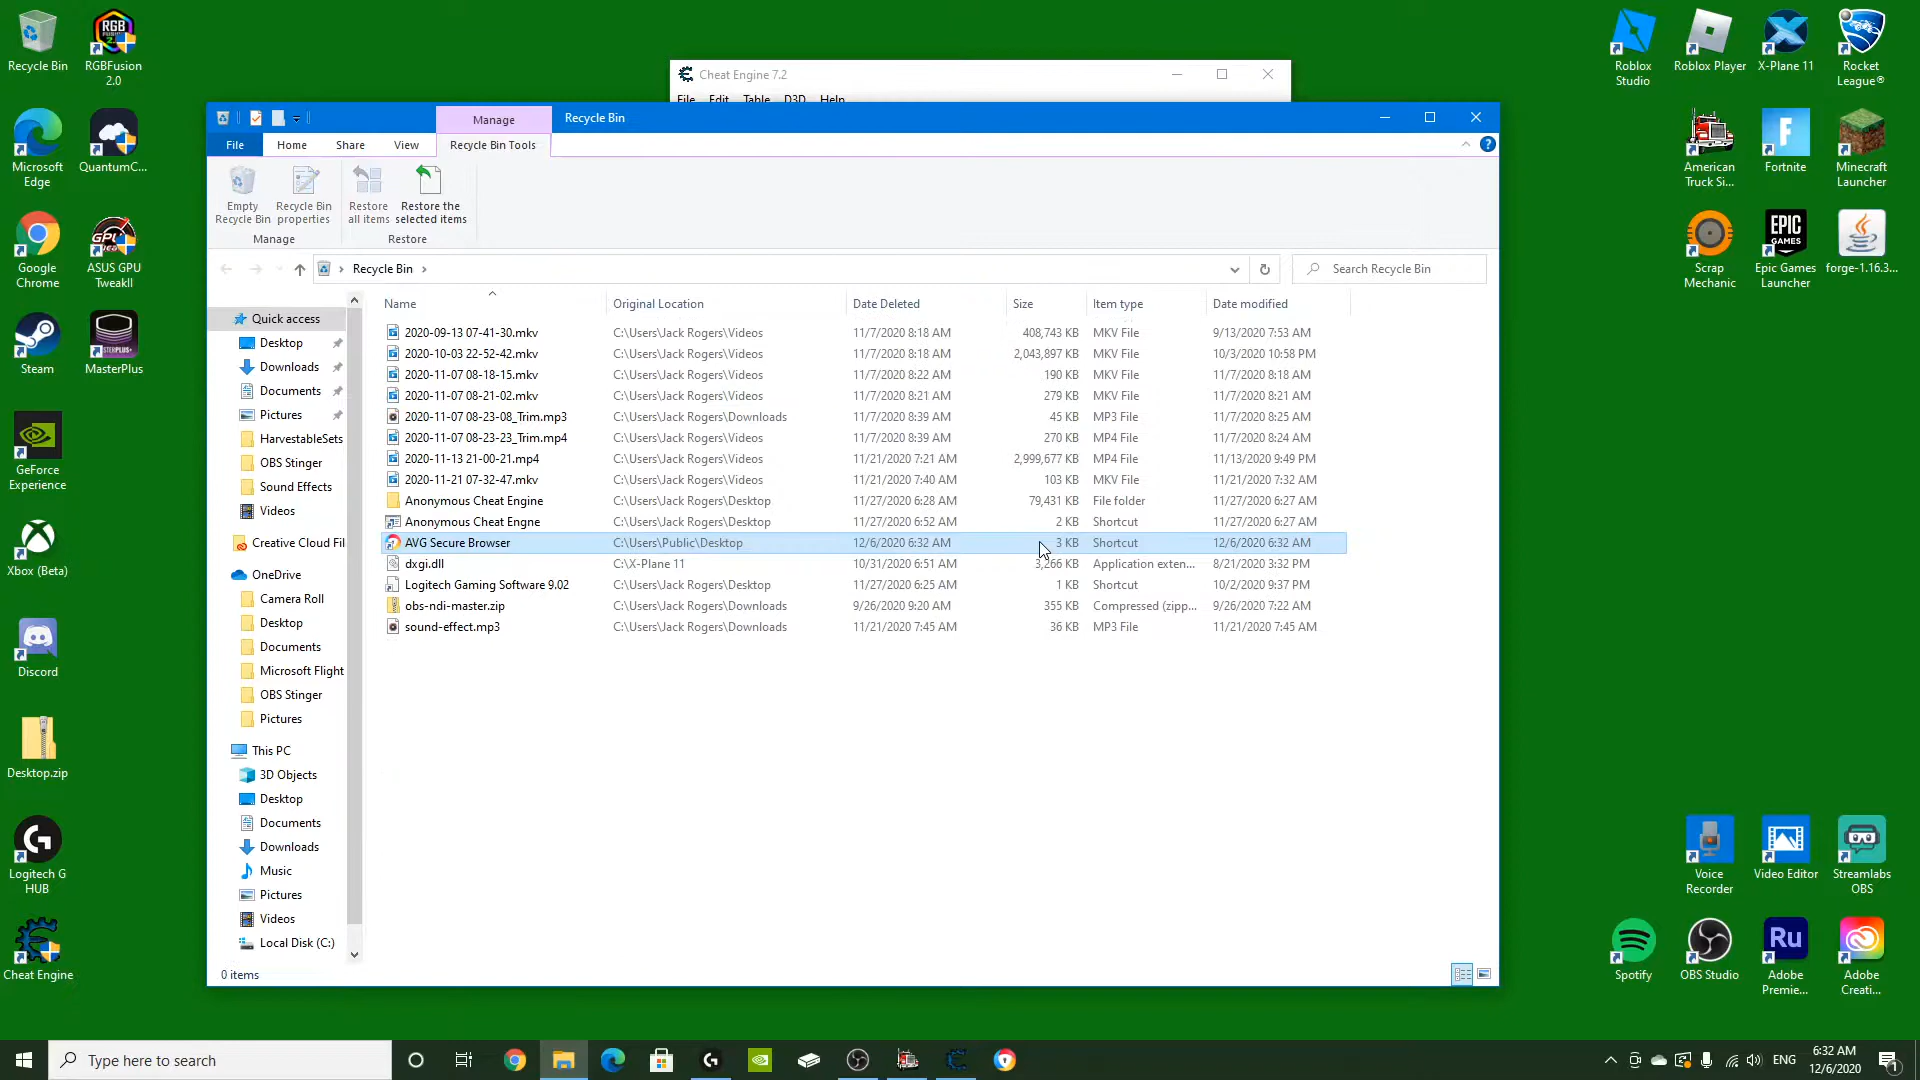 Recycle Bin
RGBFusion
2.0
Microsoft
Edge
QuantumC...
Google
Chrome
ASUS GPU
TweakII
Steam
MasterPlus
GeForce
Experience
Xbox (Beta)
Discord
Desktop.zip
Logitech G
HUB
Cheat Engine
Cheat Engine 7.2
File Edit Table D3D Help
Manage
Recycle Bin
File Home Share View Recycle Bin Tools
Empty
Recycle Bin
Recycle Bin
properties
Restore
all items
Restore the
selected items
Manage
Restore
Recycle Bin
Search Recycle Bin
Quick access
Desktop
Downloads
Documents
Pictures
HarvestableSets
OBS Stinger
Sound Effects
Videos
Creative Cloud Fil
OneDrive
Camera Roll
Desktop
Documents
Microsoft Flight
OBS Stinger
Pictures
This PC
3D Objects
Desktop
Documents
Downloads
Music
Pictures
Videos
Local Disk (C:)
Name Original Location Date Deleted Size Item type Date modified
2020-09-13 07-41-30.mkv C:\Users\Jack Rogers\Videos 11/7/2020 8:18 AM 408,743 KB MKV File 9/13/2020 7:53 AM
2020-10-03 22-52-42.mkv C:\Users\Jack Rogers\Videos 11/7/2020 8:18 AM 2,043,897 KB MKV File 10/3/2020 10:58 PM
2020-11-07 08-18-15.mkv C:\Users\Jack Rogers\Videos 11/7/2020 8:22 AM 190 KB MKV File 11/7/2020 8:18 AM
2020-11-07 08-21-02.mkv C:\Users\Jack Rogers\Videos 11/7/2020 8:21 AM 279 KB MKV File 11/7/2020 8:21 AM
2020-11-07 08-23-08_Trim.mp3 C:\Users\Jack Rogers\Downloads 11/7/2020 8:39 AM 45 KB MP3 File 11/7/2020 8:25 AM
2020-11-07 08-23-23_Trim.mp4 C:\Users\Jack Rogers\Videos 11/7/2020 8:39 AM 270 KB MP4 File 11/7/2020 8:24 AM
2020-11-13 21-00-21.mp4 C:\Users\Jack Rogers\Videos 11/21/2020 7:21 AM 2,999,677 KB MP4 File 11/13/2020 9:49 PM
2020-11-21 07-32-47.mkv C:\Users\Jack Rogers\Videos 11/21/2020 7:40 AM 103 KB MKV File 11/21/2020 7:32 AM
Anonymous Cheat Engine C:\Users\Jack Rogers\Desktop 11/27/2020 6:28 AM 79,431 KB File folder 11/27/2020 6:27 AM
Anonymous Cheat Engne C:\Users\Jack Rogers\Desktop 11/27/2020 6:52 AM 2 KB Shortcut 11/27/2020 6:27 AM
AVG Secure Browser C:\Users\Public\Desktop 12/6/2020 6:32 AM 3 KB Shortcut 12/6/2020 6:32 AM
dxgi.dll C:\X-Plane 11 10/31/2020 6:51 AM 3,266 KB Application exten... 8/21/2020 3:32 PM
Logitech Gaming Software 9.02 C:\Users\Jack Rogers\Desktop 11/27/2020 6:25 AM 1 KB Shortcut 10/2/2020 9:37 PM
obs-ndi-master.zip C:\Users\Jack Rogers\Downloads 9/26/2020 9:20 AM 355 KB Compressed (zipp... 9/26/2020 7:22 AM
sound-effect.mp3 C:\Users\Jack Rogers\Downloads 11/21/2020 7:45 AM 36 KB MP3 File 11/21/2020 7:45 AM
0 items
Roblox
Studio
Roblox Player
X-Plane 11
Rocket
League®
American
Truck Si...
Fortnite
Minecraft
Launcher
EPIC
GAMES
Scrap
Mechanic
Epic Games
Launcher
forge-1.16.3...
Voice
Recorder
Video Editor
Streamlabs
OBS
Ru
Spotify
OBS Studio
Adobe
Premie...
Adobe
Creati...
Type here to search
ENG
6:32 AM
12/6/2020
1